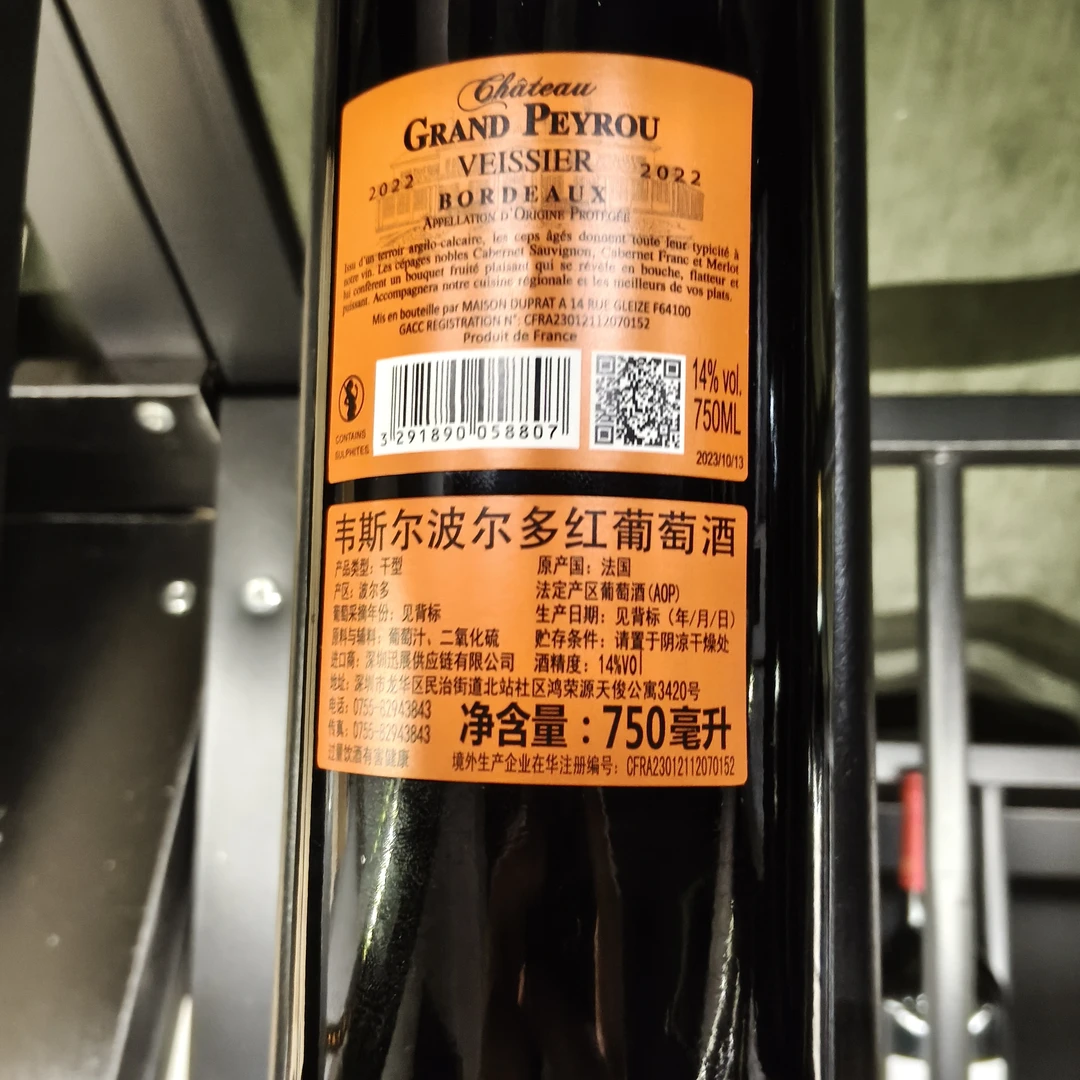 Château
GRAND PEYROU
VEISSIER
2022 2022
BORDEAUX
APPELLATION D'ORIGINE PROTÉGÉE
Issu d'un terroir argilo-calcaire, les ceps âgés donnent toute leur typicité à
notre vin. Les cépages nobles Cabernet Sauvignon, Cabernet Franc et Merlot
lui confèrent un bouquet fruité plaisant qui se révèle en bouche, flatteur et
puissant. Accompagnera notre cuisine régionale et les meilleurs de vos plats.
Mis en bouteille par MAISON DUPRAT A 14 RUE GLEIZE F64100
GACC REGISTRATION N°: CFRA23012112070152
Produit de France
CONTAINS
SULPHITES
3 291890 058807
14% vol.
750ML
2023/10/13
韦斯尔波尔多红葡萄酒
产品类型：干型 原产国：法国
产区：波尔多 法定产区葡萄酒(AOP)
葡萄采摘年份：见背标 生产日期：见背标（年/月/日）
原料与辅料：葡萄汁、二氧化硫 贮存条件：请置于阴凉干燥处
进口商：深圳迅展供应链有限公司 酒精度：14%vol
地址：深圳市龙华区民治街道北站社区鸿荣源天俊公寓3420号
电话：0755-82943843
传真：0755-82943843
净含量：750毫升
过量饮酒有害健康
境外生产企业在华注册编号：CFRA23012112070152